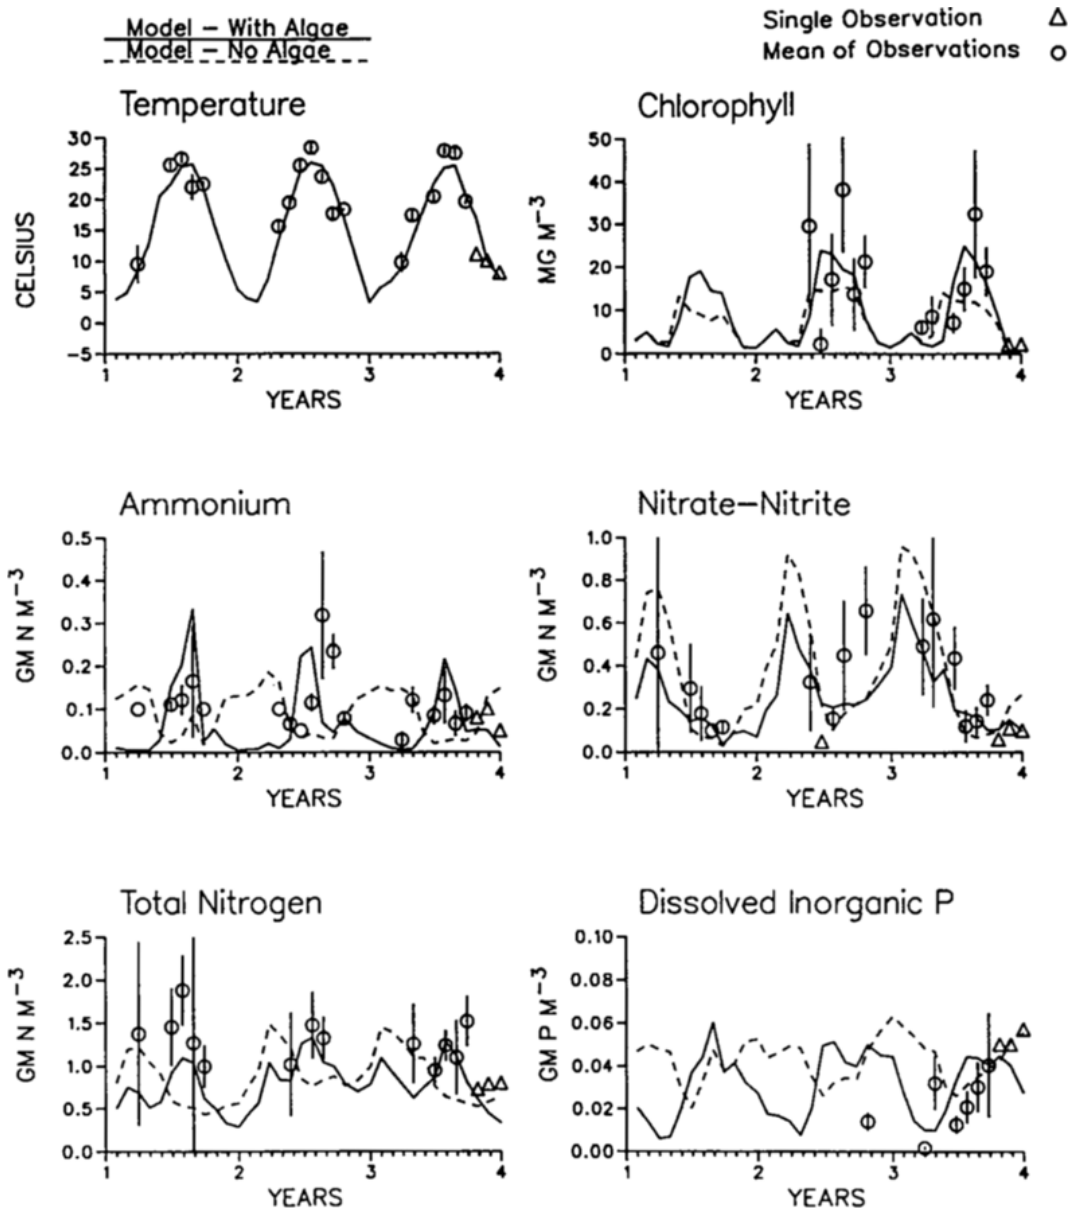 Model – With Algae
Model – No Algae
Single Observation
Mean of Observations
Temperature
CELSIUS
30
25
20
15
10
5
0
−5
1 2 3 4
YEARS
Chlorophyll
MG M−3
50
40
30
20
10
0
1 2 3 4
YEARS
Ammonium
GM N M−3
0.5
0.4
0.3
0.2
0.1
0.0
1 2 3 4
YEARS
Nitrate–Nitrite
GM N M−3
1.0
0.8
0.6
0.4
0.2
0.0
1 2 3 4
YEARS
Total Nitrogen
GM N M−3
2.5
2.0
1.5
1.0
0.5
0.0
1 2 3 4
YEARS
Dissolved Inorganic P
GM P M−3
0.10
0.08
0.06
0.04
0.02
0.00
1 2 3 4
YEARS